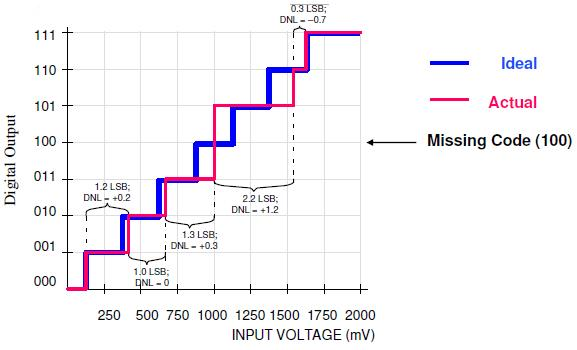 0.3 LSB;
DNL = -0.7
111
110
101
100
011
010
001
000
Digital Output
Ideal
Actual
Missing Code (100)
1.2 LSB;
DNL = +0.2
2.2 LSB;
DNL = +1.2
1.3 LSB;
DNL = +0.3
1.0 LSB;
DNL = 0
250 500 750 1000 1250 1500 1750 2000
INPUT VOLTAGE (mV)